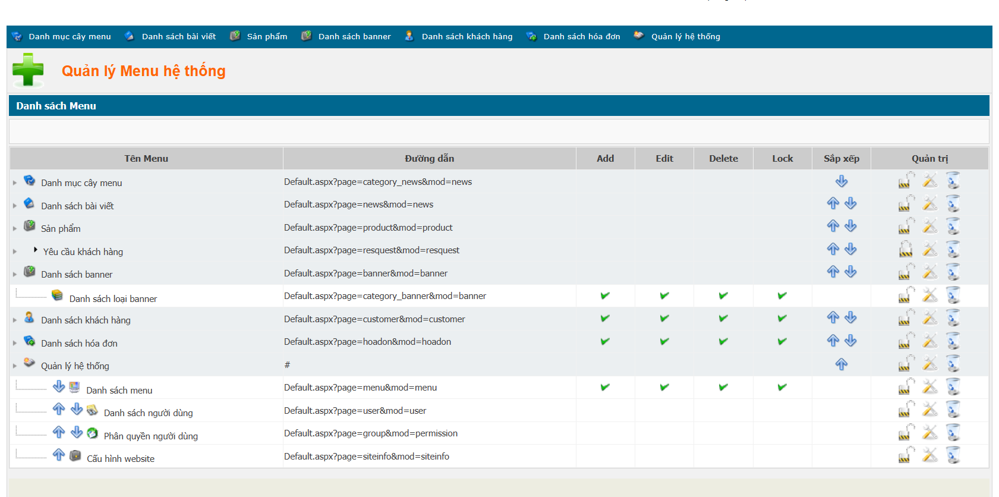 Danh mục cây menu Danh sách bài viết Sản phẩm Danh sách banner Danh sách khách hàng Danh sách hóa đơn Quản lý hệ thống
Quản lý Menu hệ thống
Danh sách Menu
Tên Menu Đường dẫn Add Edit Delete Lock Sắp xếp Quản trị
Danh mục cây menu Default.aspx?page=category_news&mod=news
Danh sách bài viết Default.aspx?page=news&mod=news
Sản phẩm Default.aspx?page=product&mod=product
Yêu cầu khách hàng Default.aspx?page=resquest&mod=resquest
Danh sách banner Default.aspx?page=banner&mod=banner
Danh sách loại banner Default.aspx?page=category_banner&mod=banner
Danh sách khách hàng Default.aspx?page=customer&mod=customer
Danh sách hóa đơn Default.aspx?page=hoadon&mod=hoadon
Quản lý hệ thống #
Danh sách menu Default.aspx?page=menu&mod=menu
Danh sách người dùng Default.aspx?page=user&mod=user
Phân quyền người dùng Default.aspx?page=group&mod=permission
Cấu hình website Default.aspx?page=siteinfo&mod=siteinfo